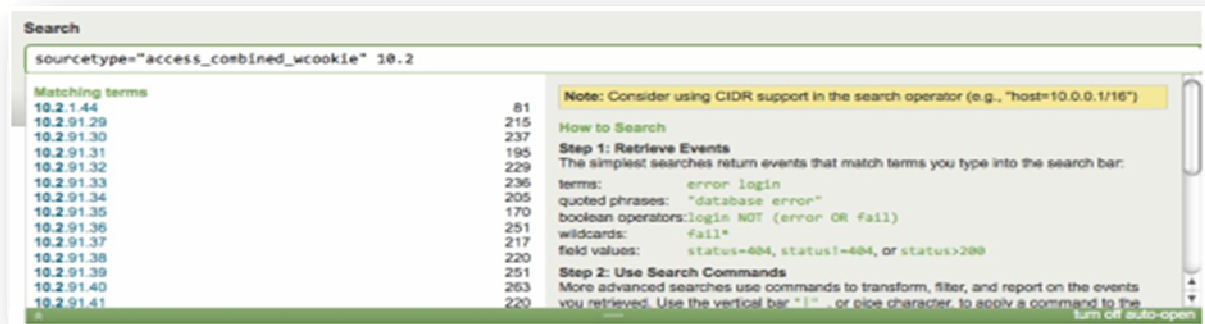 Search
sourcetype="access_combined_wcookie" 10.2
Matching terms
10.2.1.44 81
10.2.91.29 215
10.2.91.30 237
10.2.91.31 195
10.2.91.32 229
10.2.91.33 236
10.2.91.34 205
10.2.91.35 170
10.2.91.36 251
10.2.91.37 217
10.2.91.38 220
10.2.91.39 251
10.2.91.40 263
10.2.91.41 220
Note: Consider using CIDR support in the search operator (e.g., "host=10.0.0.1/16")
How to Search
Step 1: Retrieve Events
The simplest searches return events that match terms you type into the search bar:
terms: error login
quoted phrases: "database error"
boolean operators: login NOT (error OR fail)
wildcards: fail*
field values: status=404, status!=404, or status>200
Step 2: Use Search Commands
More advanced searches use commands to transform, filter, and report on the events
you retrieved. Use the vertical bar "|" , or pipe character, to apply a command to the
turn off auto-open